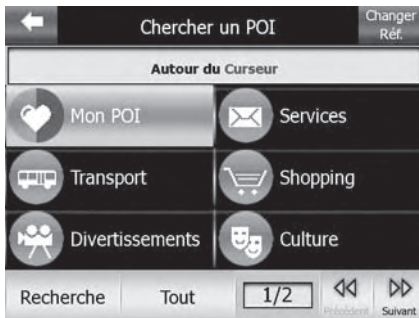 Chercher un POI
Changer
Réf.
Autour du Curseur
Mon POI
Services
Transport
Shopping
Divertissements
Culture
Recherche
Tout
1/2
Précédent
Suivant